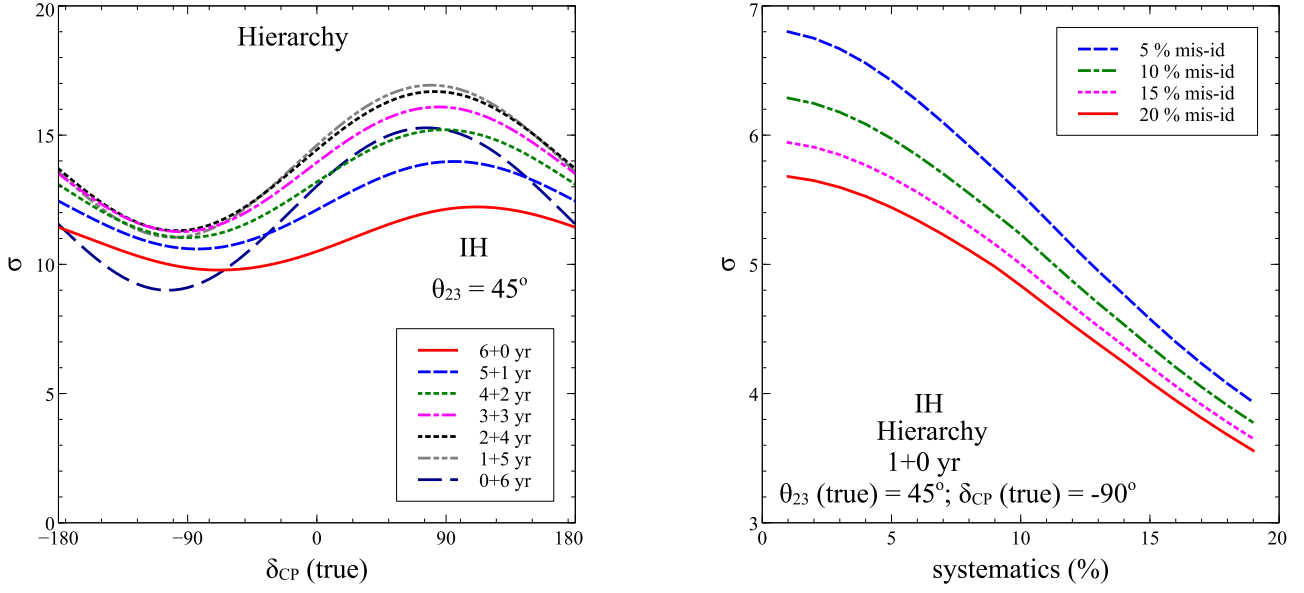 Hierarchy
IH
θ23 = 45o
6+0 yr
5+1 yr
4+2 yr
3+3 yr
2+4 yr
1+5 yr
0+6 yr
20
15
10
5
0
σ
−180
−90
0
90
180
δCP (true)
5 % mis-id
10 % mis-id
15 % mis-id
20 % mis-id
IH
Hierarchy
1+0 yr
θ23 (true) = 45o; δCP (true) = -90o
7
6
5
4
3
σ
0
5
10
15
20
systematics (%)